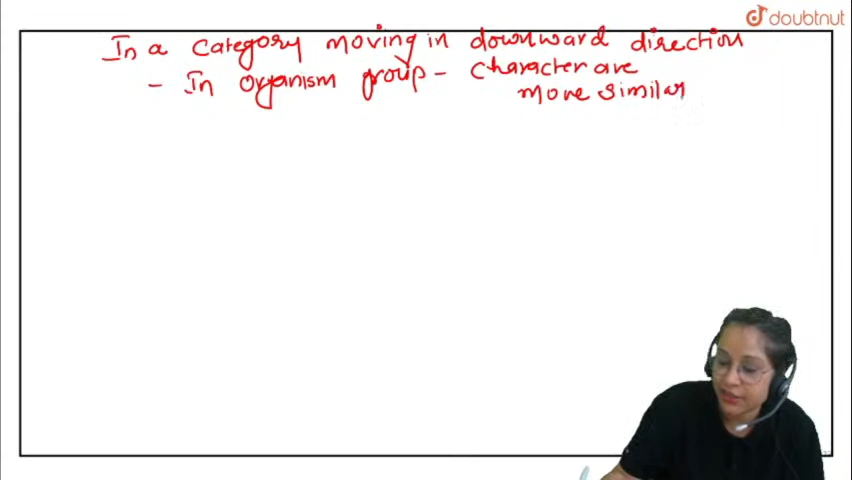 doubtnut
In a category moving in downward direction
- In organism group - character are
more similar